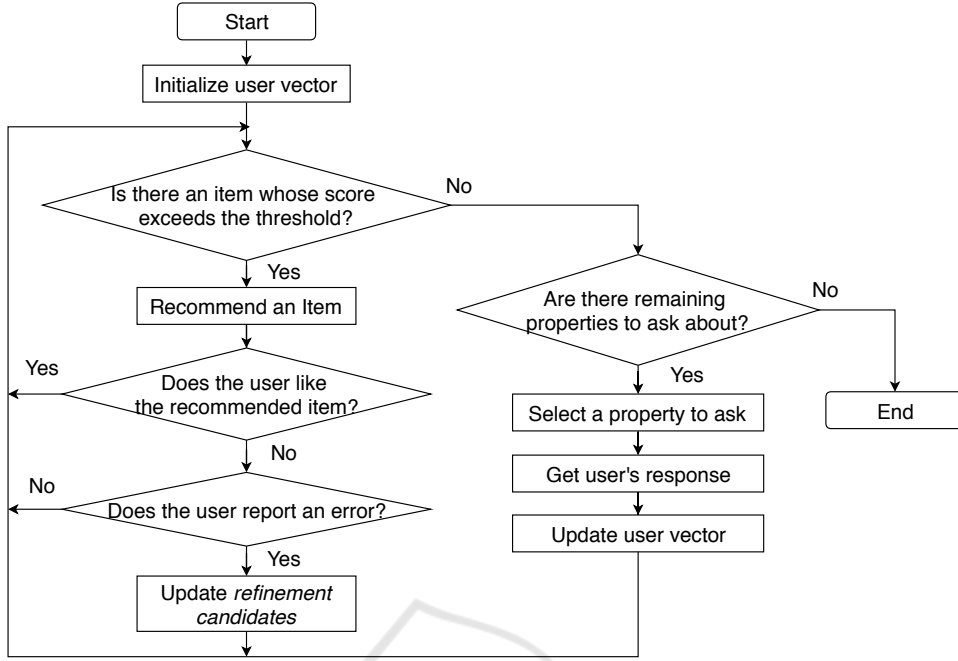 Start
Initialize user vector
Is there an item whose score
exceeds the threshold?
No
Yes
Recommend an Item
Are there remaining
properties to ask about?
No
Yes
Does the user like
the recommended item?
Yes
No
Select a property to ask
End
Get user's response
No
Does the user report an error?
Update user vector
Yes
Update refinement
candidates